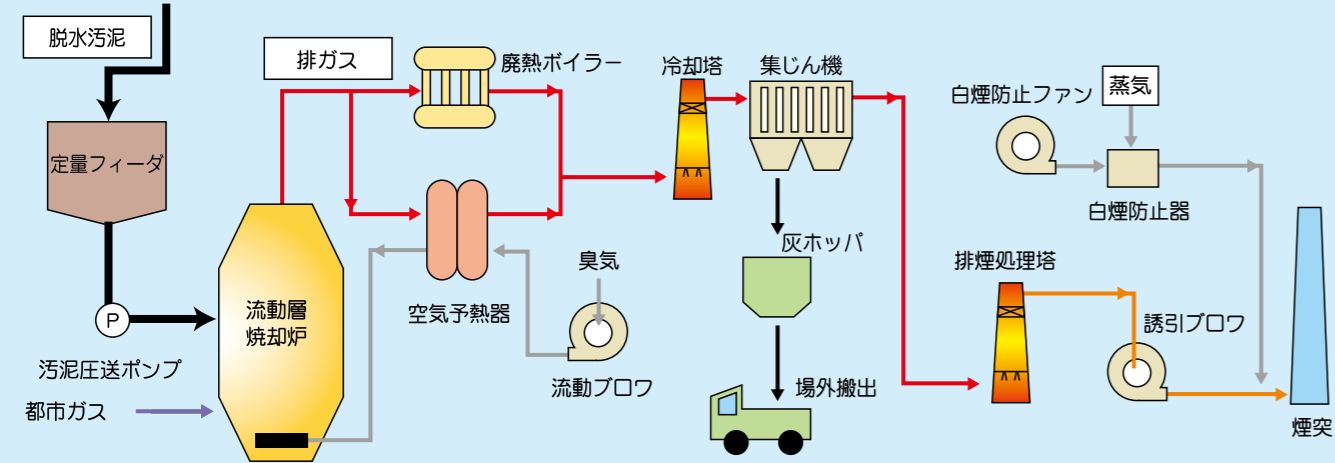 脱水汚泥
定量フィーダ
P
汚泥圧送ポンプ
都市ガス
流動層
焼却炉
排ガス
廃熱ボイラー
空気予熱器
臭気
流動ブロワ
冷却塔
集じん機
灰ホッパ
場外搬出
白煙防止ファン
蒸気
白煙防止器
排煙処理塔
誘引ブロワ
煙突